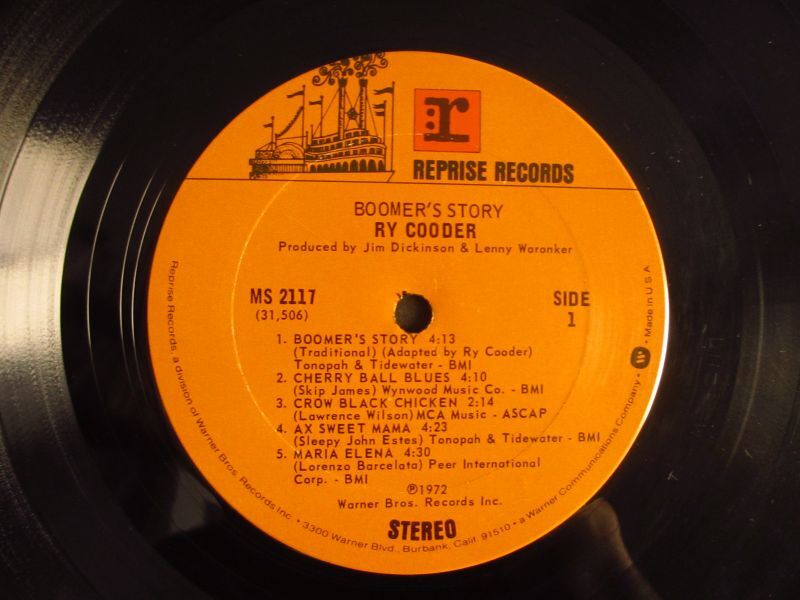 r
REPRISE RECORDS
BOOMER'S STORY
RY COODER
Produced by Jim Dickinson & Lenny Waronker
MS 2117
(31,506)
SIDE
1
1. BOOMER'S STORY 4:13
(Traditional) (Adapted by Ry Cooder)
Tonopah & Tidewater - BMI
2. CHERRY BALL BLUES 4:10
(Skip James) Wynwood Music Co. - BMI
3. CROW BLACK CHICKEN 2:14
(Lawrence Wilson) MCA Music - ASCAP
4. AX SWEET MAMA 4:23
(Sleepy John Estes) Tonopah & Tidewater - BMI
5. MARIA ELENA 4:30
(Lorenzo Barcelata) Peer International
Corp. - BMI
℗1972
Warner Bros. Records Inc.
STEREO
Reprise Records, a division of Warner Bros. Records Inc. • 3300 Warner Blvd., Burbank, Calif. 91510 • a Warner Communications Company • W • Made in U.S.A.